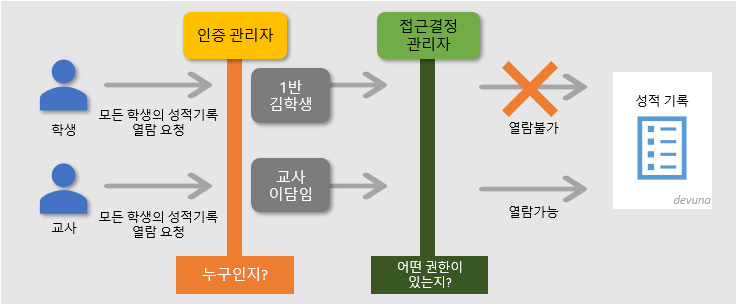 인증 관리자
접근결정
관리자
학생
모든 학생의 성적기록
열람 요청
1반
김학생
열람불가
성적 기록
devuna
교사
모든 학생의 성적기록
열람 요청
교사
이담임
열람가능
누구인지?
어떤 권한이
있는지?